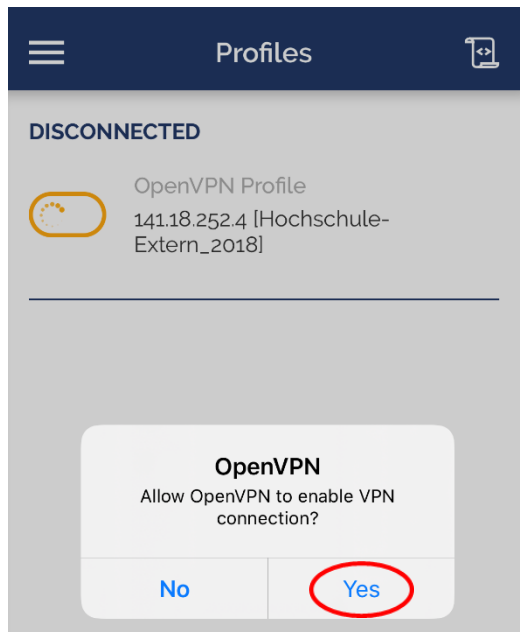 Profiles
DISCONNECTED
OpenVPN Profile
141.18.252.4 [Hochschule-
Extern_2018]
OpenVPN
Allow OpenVPN to enable VPN
connection?
No
Yes